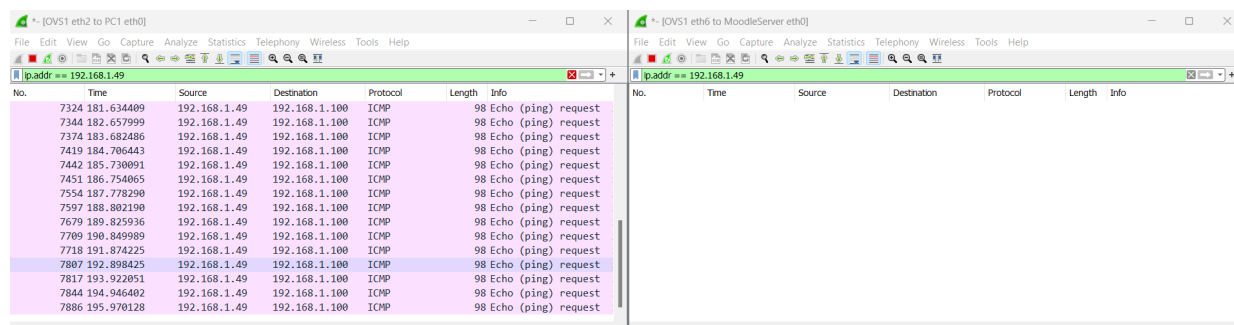 *- [OVS1 eth2 to PC1 eth0]
File Edit View Go Capture Analyze Statistics Telephony Wireless Tools Help
ip.addr == 192.168.1.49
No. Time Source Destination Protocol Length Info
7324 181.634409 192.168.1.49 192.168.1.100 ICMP 98 Echo (ping) request
7344 182.657999 192.168.1.49 192.168.1.100 ICMP 98 Echo (ping) request
7374 183.682486 192.168.1.49 192.168.1.100 ICMP 98 Echo (ping) request
7419 184.706443 192.168.1.49 192.168.1.100 ICMP 98 Echo (ping) request
7442 185.730091 192.168.1.49 192.168.1.100 ICMP 98 Echo (ping) request
7451 186.754065 192.168.1.49 192.168.1.100 ICMP 98 Echo (ping) request
7554 187.778290 192.168.1.49 192.168.1.100 ICMP 98 Echo (ping) request
7597 188.802190 192.168.1.49 192.168.1.100 ICMP 98 Echo (ping) request
7679 189.825936 192.168.1.49 192.168.1.100 ICMP 98 Echo (ping) request
7709 190.849989 192.168.1.49 192.168.1.100 ICMP 98 Echo (ping) request
7718 191.874225 192.168.1.49 192.168.1.100 ICMP 98 Echo (ping) request
7807 192.898425 192.168.1.49 192.168.1.100 ICMP 98 Echo (ping) request
7817 193.922051 192.168.1.49 192.168.1.100 ICMP 98 Echo (ping) request
7844 194.946402 192.168.1.49 192.168.1.100 ICMP 98 Echo (ping) request
7886 195.970128 192.168.1.49 192.168.1.100 ICMP 98 Echo (ping) request
*- [OVS1 eth6 to MoodleServer eth0]
File Edit View Go Capture Analyze Statistics Telephony Wireless Tools Help
ip.addr == 192.168.1.49
No. Time Source Destination Protocol Length Info